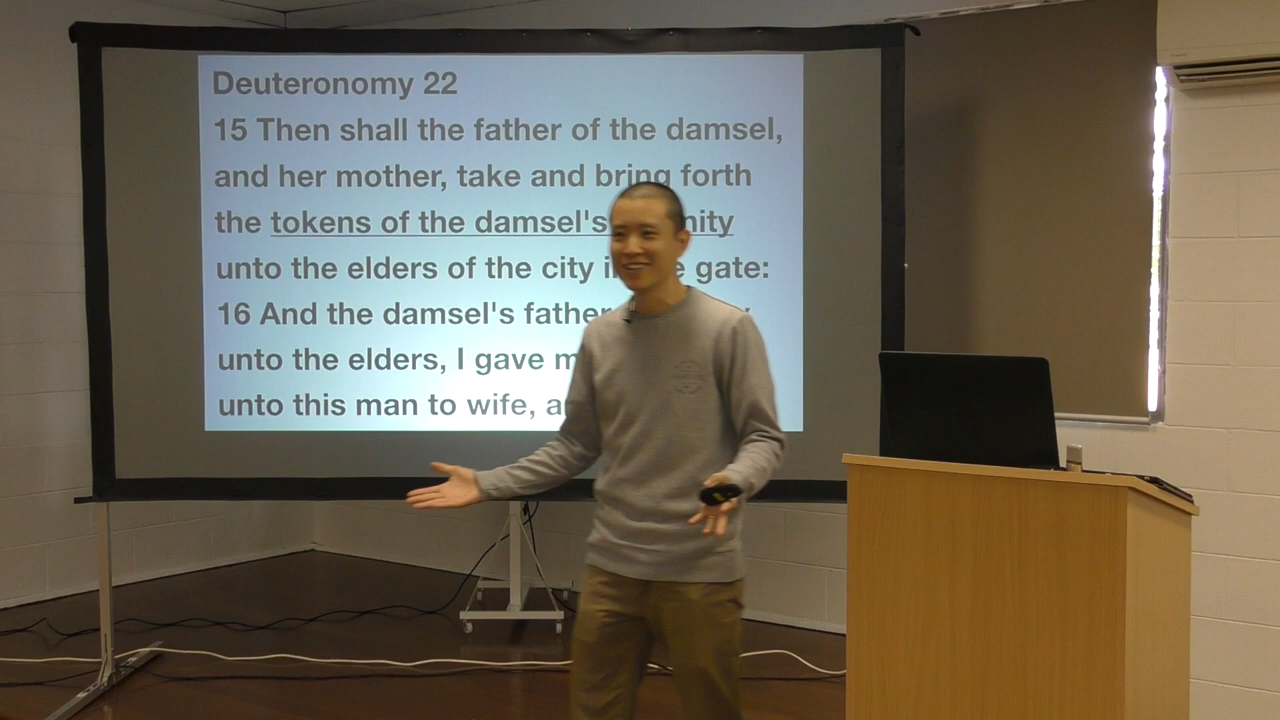 Deuteronomy 22
15 Then shall the father of the damsel,
and her mother, take and bring forth
the tokens of the damsel's
unto the elders of the city gate:
16 And the damsel's father
unto the elders, I gave
unto this man to wife,